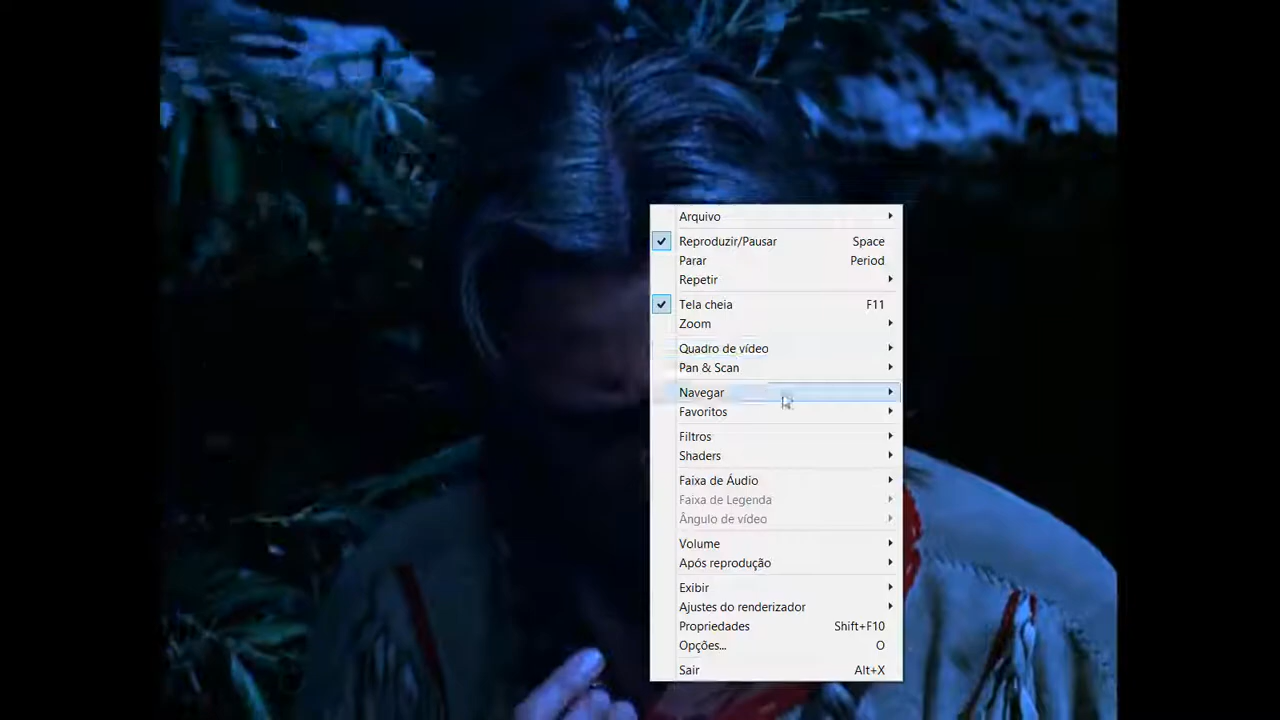 Arquivo
Reproduzir/Pausar Space
Parar Period
Repetir
Tela cheia F11
Zoom
Quadro de vídeo
Pan & Scan
Navegar
Favoritos
Filtros
Shaders
Faixa de Áudio
Faixa de Legenda
Ângulo de vídeo
Volume
Após reprodução
Exibir
Ajustes do renderizador
Propriedades Shift+F10
Opções... O
Sair Alt+X